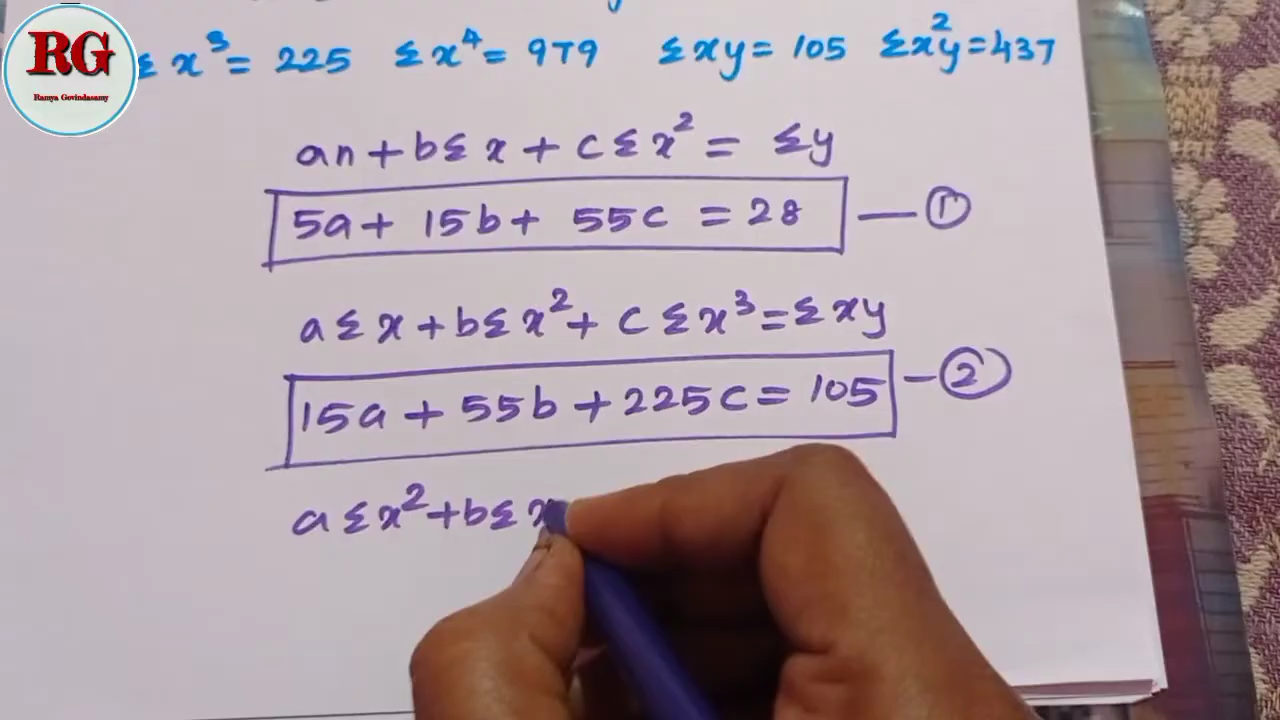 RG
Ramya Govindasamy
Σx³ = 225 Σx⁴ = 979 Σxy = 105 Σx²y = 437
an + bΣx + cΣx² = Σy
5a + 15b + 55c = 28 — ①
aΣx + bΣx² + cΣx³ = Σxy
15a + 55b + 225c = 105 — ②
aΣx² + bΣx